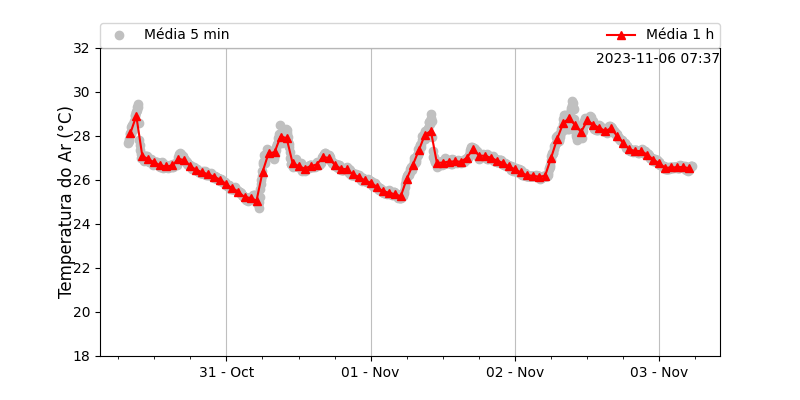 Média 5 min
Média 1 h
2023-11-06 07:37
Temperatura do Ar (°C)
32
30
28
26
24
22
20
18
31 - Oct
01 - Nov
02 - Nov
03 - Nov